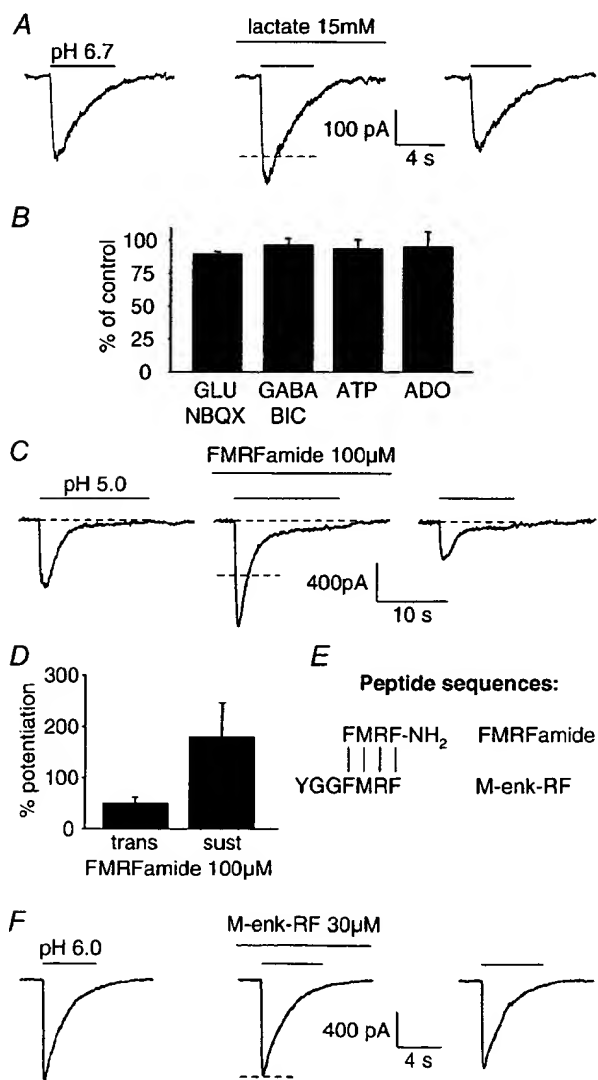 A
lactate 15mM
pH 6.7
100 pA
4 s
B
% of control
100
75
50
25
0
GLU NBQX
GABA BIC
ATP
ADO
C
FMRFamide 100µM
pH 5.0
400pA
10 s
D
% potentiation
300
200
100
0
trans
sust
FMRFamide 100µM
E
Peptide sequences:
FMRF-NH2 FMRFamide
YGGFMRF M-enk-RF
F
M-enk-RF 30µM
pH 6.0
400 pA
4 s